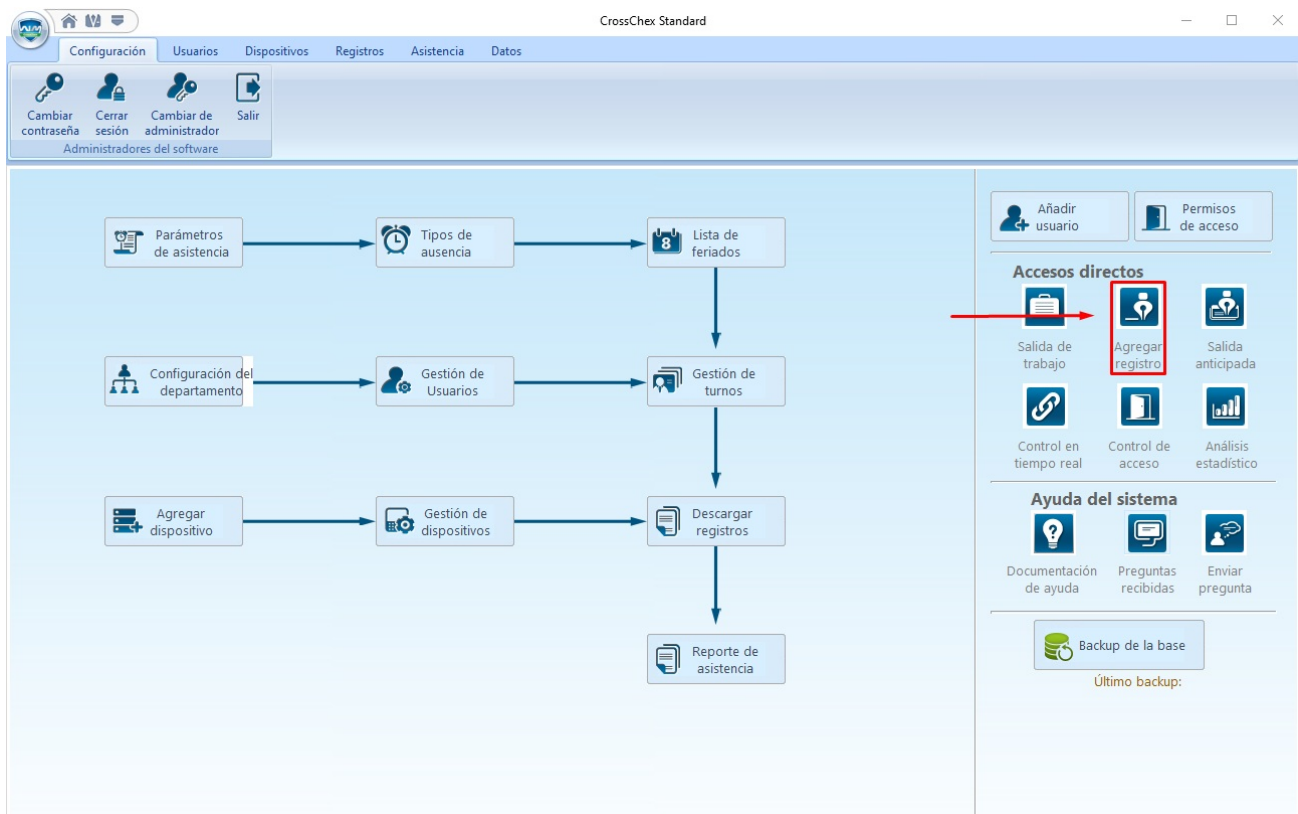 CrossChex Standard
Configuración Usuarios Dispositivos Registros Asistencia Datos
Cambiar
contraseña
Cerrar
sesión
Cambiar de
administrador
Salir
Administradores del software
Parámetros
de asistencia
Tipos de
ausencia
Lista de
feriados
8
Configuración del
departamento
Gestión de
Usuarios
Gestión de
turnos
Agregar
dispositivo
Gestión de
dispositivos
Descargar
registros
Reporte de
asistencia
Añadir
usuario
Permisos
de acceso
Accesos directos
Salida de
trabajo
Agregar
registro
Salida
anticipada
Control en
tiempo real
Control de
acceso
Análisis
estadístico
Ayuda del sistema
?
Documentación
de ayuda
Preguntas
recibidas
Enviar
pregunta
Backup de la base
Último backup: